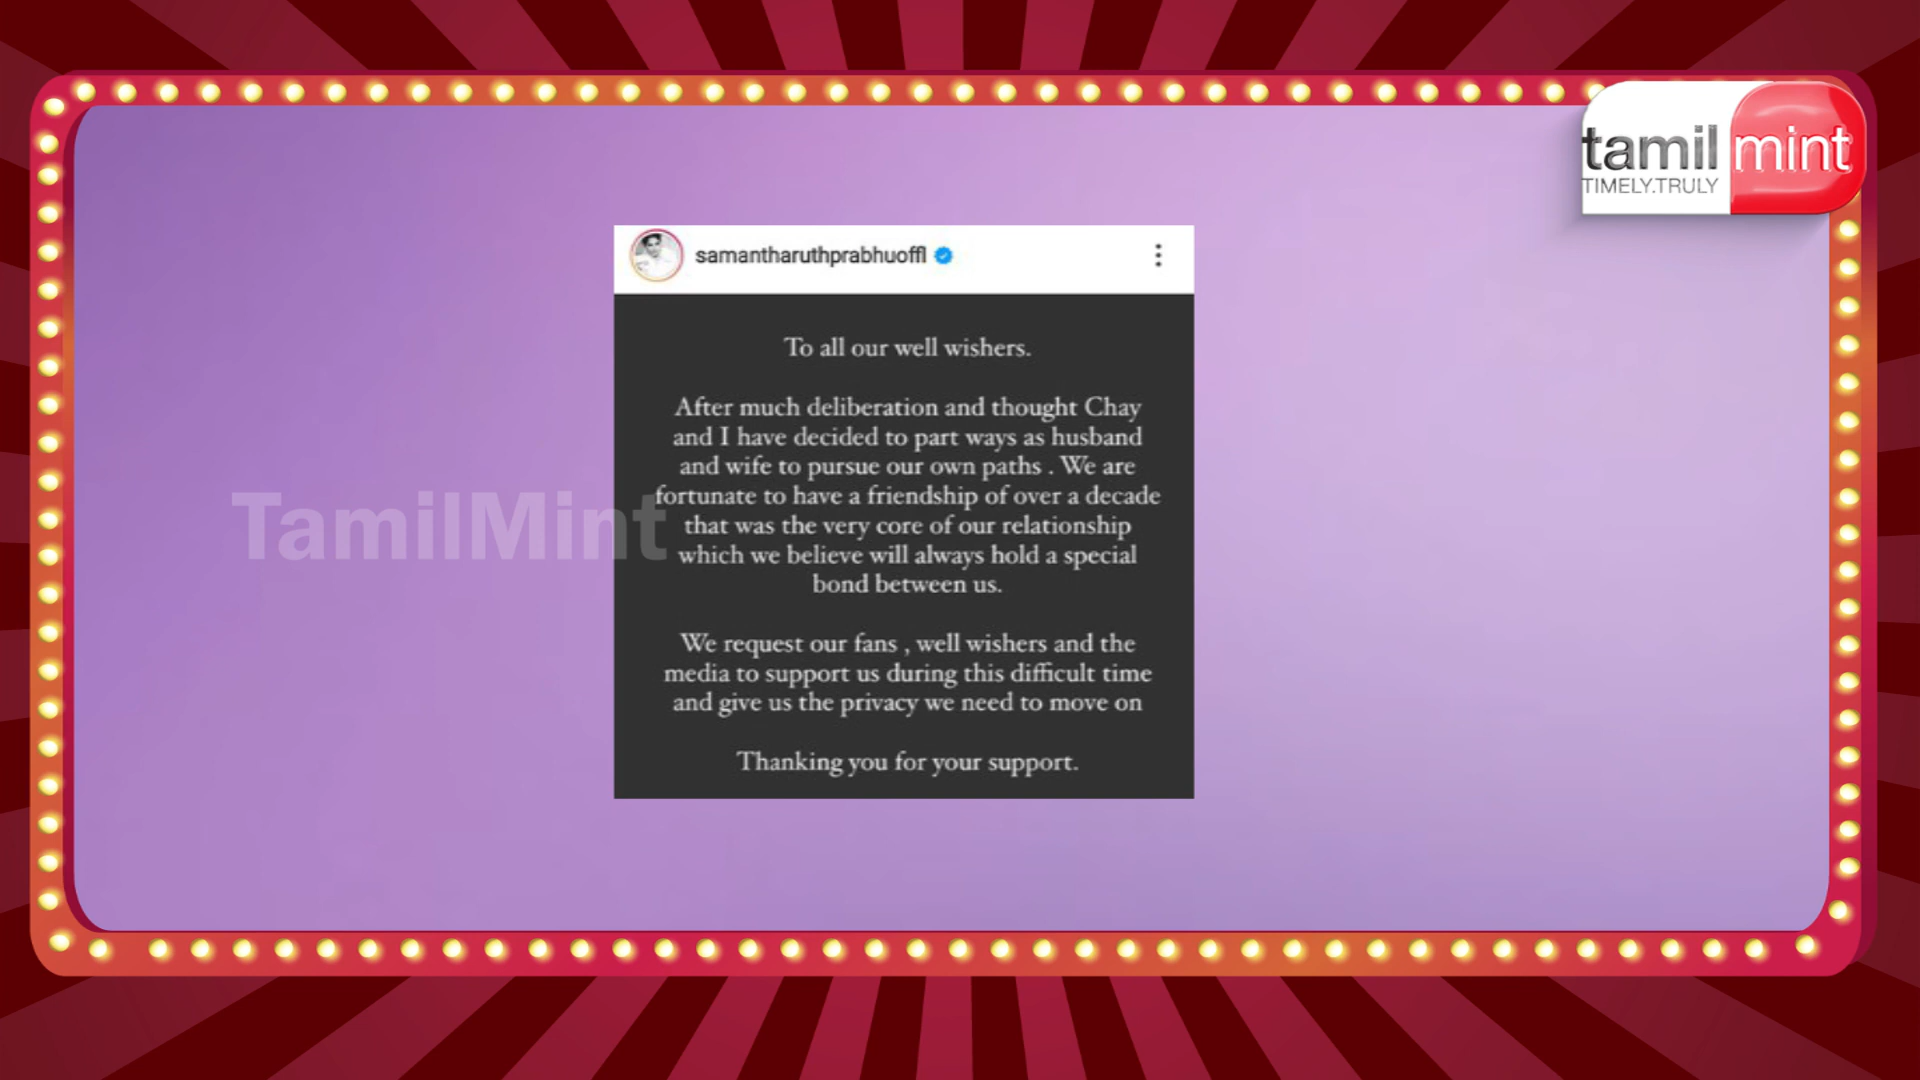 tamil mint
TIMELY.TRULY
samantharuthprabhuoffl
To all our well wishers.
After much deliberation and thought Chay
and I have decided to part ways as husband
and wife to pursue our own paths . We are
fortunate to have a friendship of over a decade
that was the very core of our relationship
which we believe will always hold a special
bond between us.
We request our fans , well wishers and the
media to support us during this difficult time
and give us the privacy we need to move on
Thanking you for your support.
TamilMint